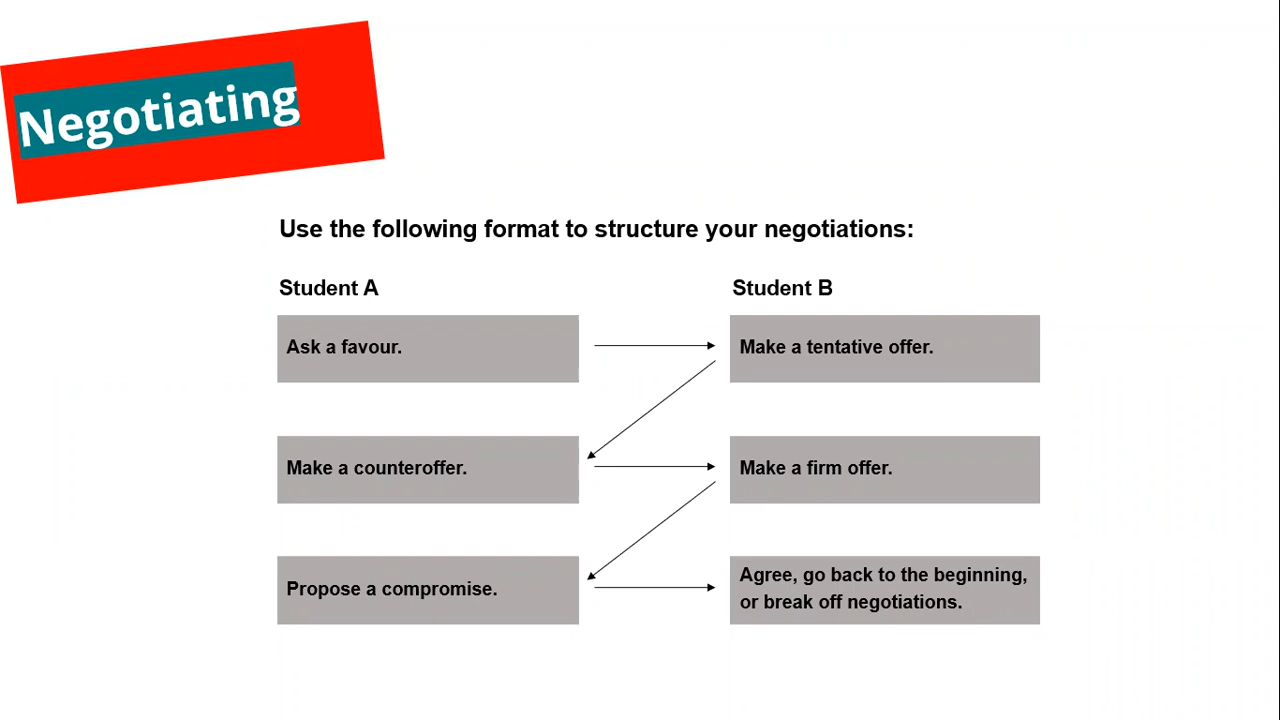 Negotiating
Use the following format to structure your negotiations:
Student A
Student B
Ask a favour.
Make a tentative offer.
Make a counteroffer.
Make a firm offer.
Propose a compromise.
Agree, go back to the beginning,
or break off negotiations.